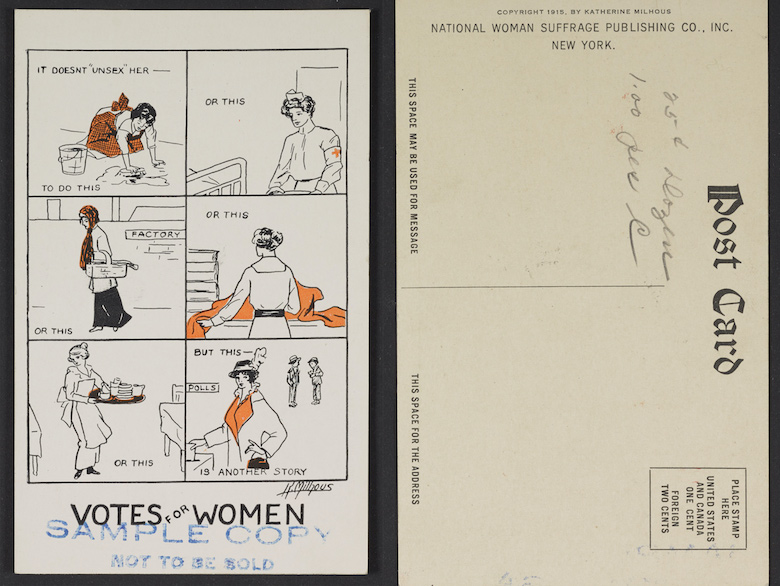 IT DOESNT "UNSEX" HER —
TO DO THIS
OR THIS
FACTORY
OR THIS
OR THIS
OR THIS
BUT THIS —
POLLS
IS ANOTHER STORY
K. Milhous
VOTES FOR WOMEN
SAMPLE COPY
NOT TO BE SOLD
COPYRIGHT 1915, BY KATHERINE MILHOUS
NATIONAL WOMAN SUFFRAGE PUBLISHING CO., INC.
NEW YORK.
THIS SPACE MAY BE USED FOR MESSAGE
25¢ Dozen
1.00 per C
Post Card
THIS SPACE FOR THE ADDRESS
PLACE STAMP
HERE
UNITED STATES
AND CANADA
ONE CENT
FOREIGN
TWO CENTS